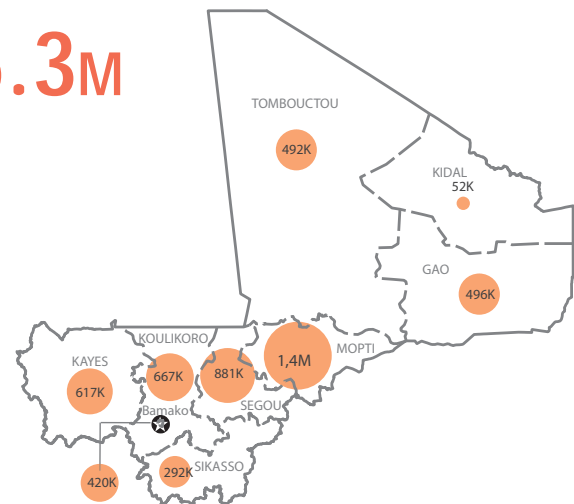 .3M
TOMBOUCTOU
492K
KIDAL
52K
GAO
496K
KOULIKORO
MOPTI
1,4M
KAYES
667K
881K
617K
SEGOU
Bamako
SIKASSO
292K
420K